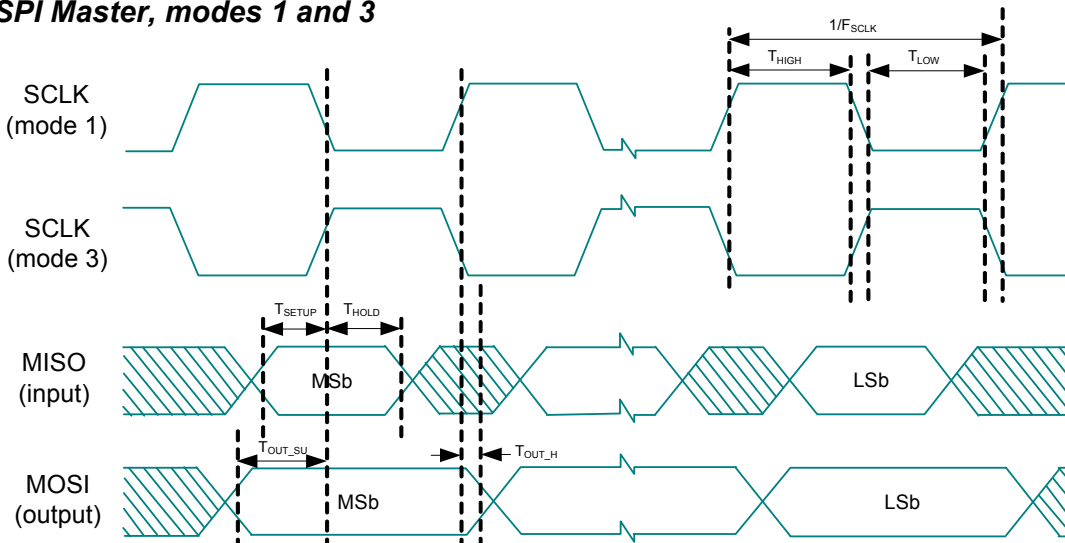 SPI Master, modes 1 and 3
1/FSCLK
THIGH
TLOW
SCLK
(mode 1)
SCLK
(mode 3)
TSETUP
THOLD
MISO
(input)
MSb
LSb
TOUT_SU
TOUT_H
MOSI
(output)
MSb
LSb